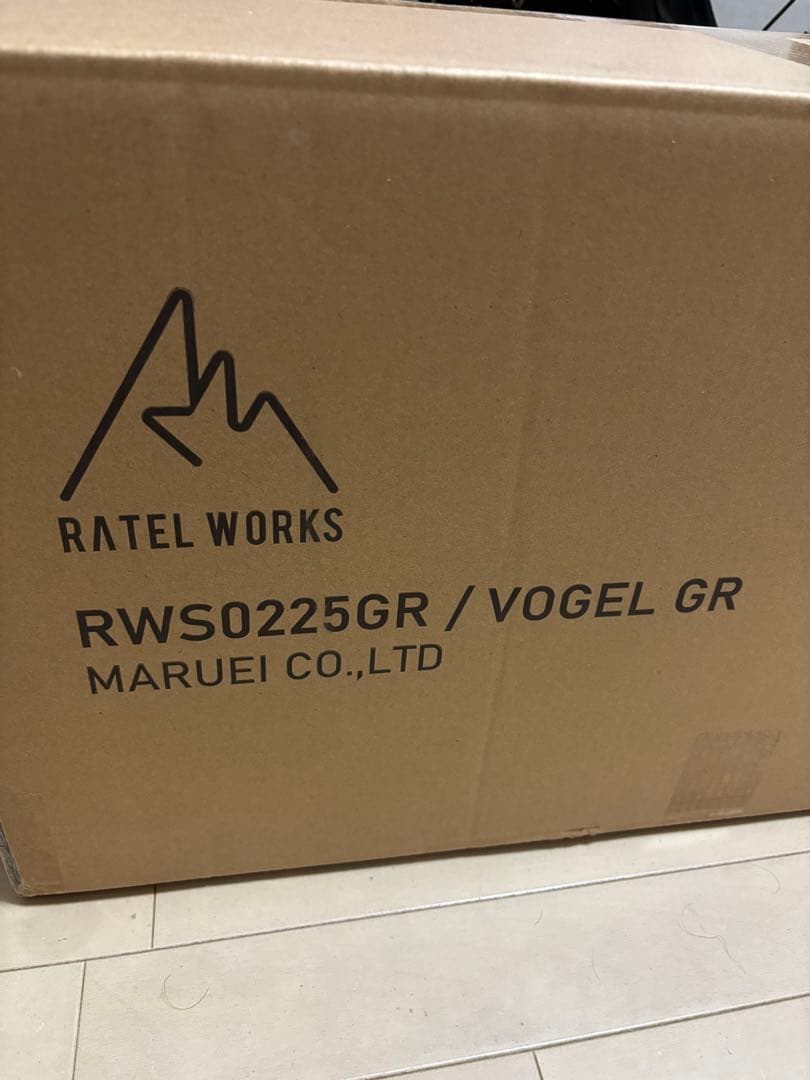 RATEL WORKS
RWS0225GR / VOGEL GR
MARUEI CO.,LTD